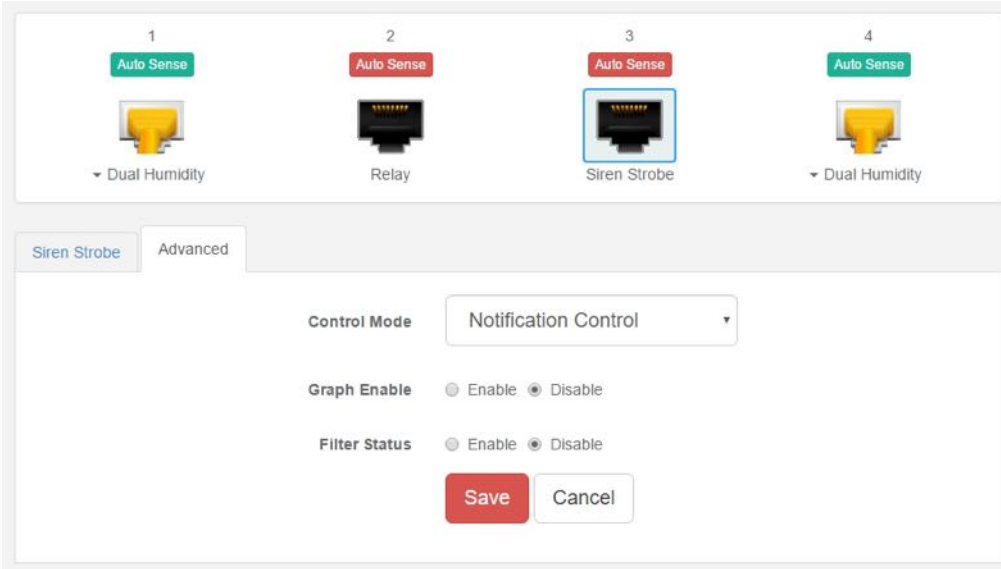 1 2 3 4
Auto Sense Auto Sense Auto Sense Auto Sense
Dual Humidity Relay Siren Strobe Dual Humidity
Siren Strobe Advanced
Control Mode Notification Control
Graph Enable Enable Disable
Filter Status Enable Disable
Save Cancel